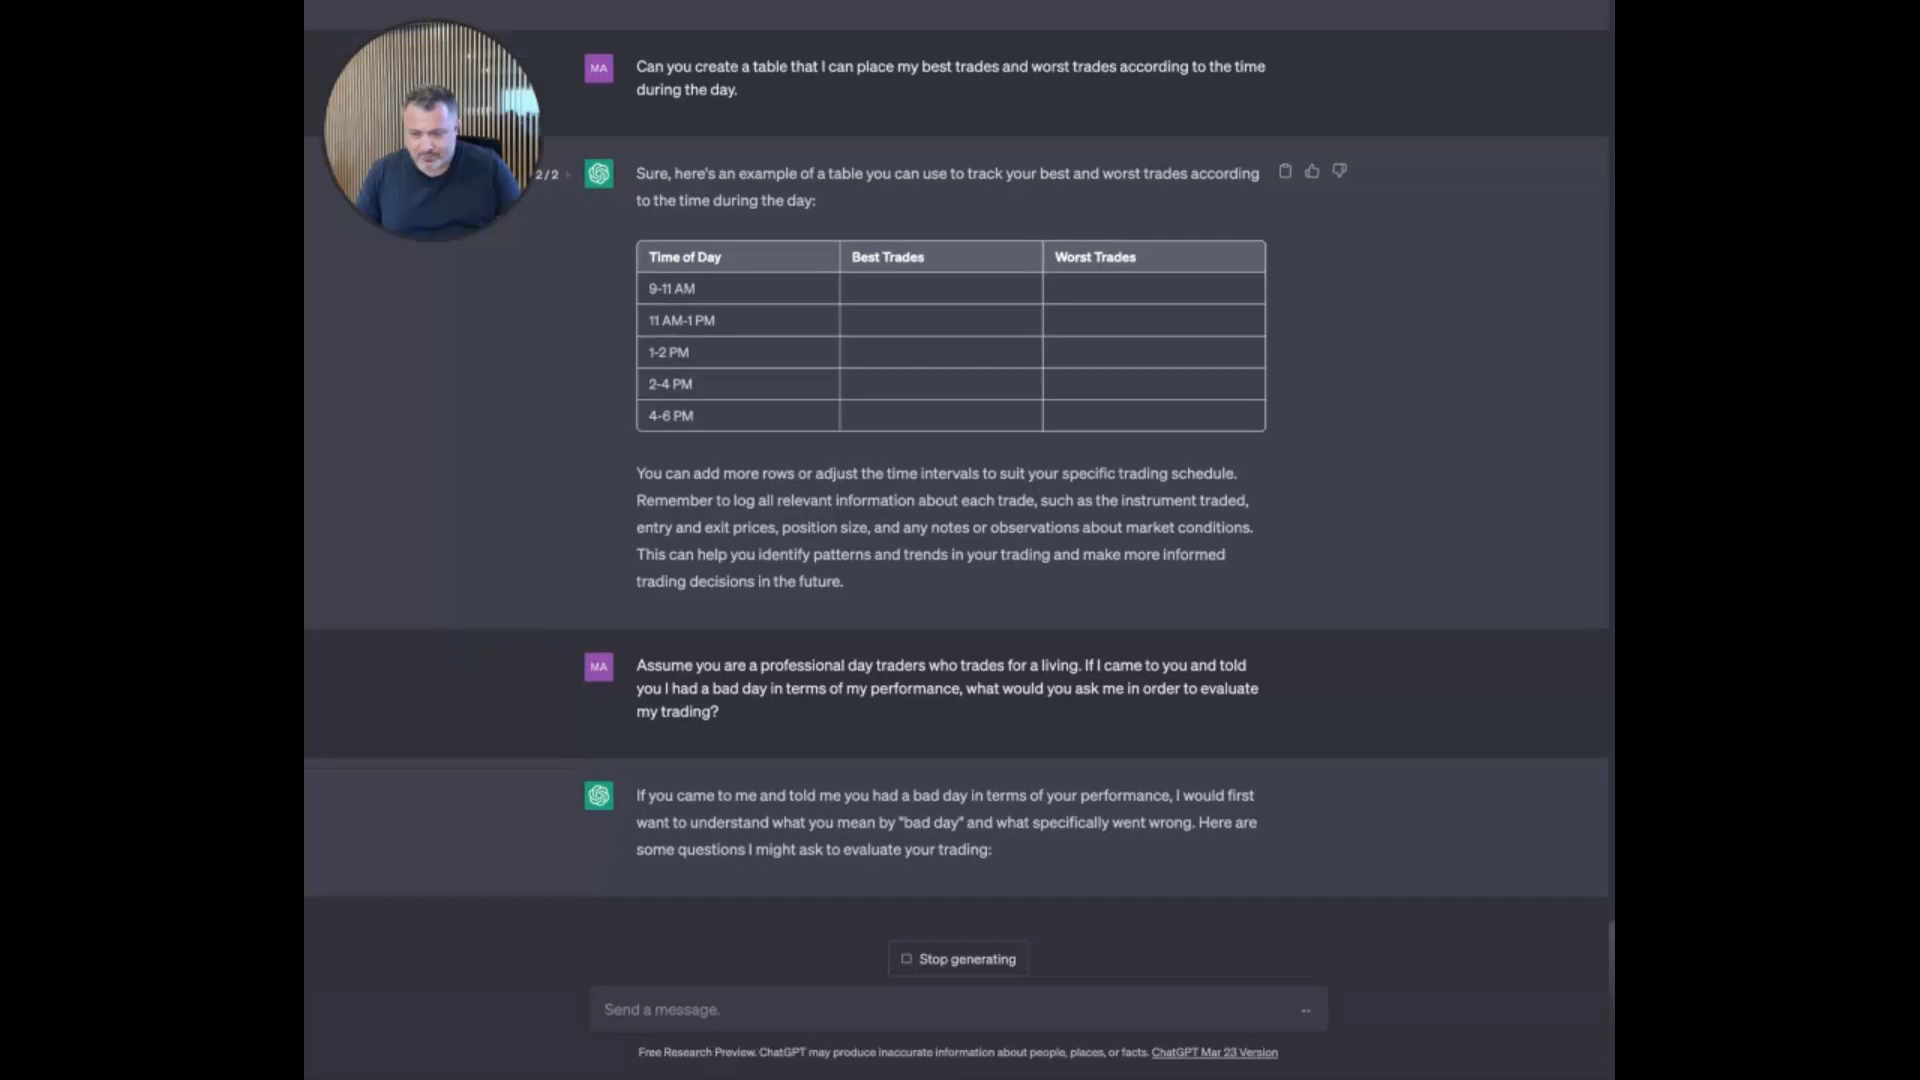 MA
Can you create a table that I can place my best trades and worst trades according to the time
during the day.
2 / 2
Sure, here's an example of a table you can use to track your best and worst trades according
to the time during the day:
Time of Day Best Trades Worst Trades
9-11 AM
11 AM-1 PM
1-2 PM
2-4 PM
4-6 PM
You can add more rows or adjust the time intervals to suit your specific trading schedule.
Remember to log all relevant information about each trade, such as the instrument traded,
entry and exit prices, position size, and any notes or observations about market conditions.
This can help you identify patterns and trends in your trading and make more informed
trading decisions in the future.
MA
Assume you are a professional day traders who trades for a living. If I came to you and told
you I had a bad day in terms of my performance, what would you ask me in order to evaluate
my trading?
If you came to me and told me you had a bad day in terms of your performance, I would first
want to understand what you mean by "bad day" and what specifically went wrong. Here are
some questions I might ask to evaluate your trading:
Stop generating
Send a message.
Free Research Preview. ChatGPT may produce inaccurate information about people, places, or facts. ChatGPT Mar 23 Version